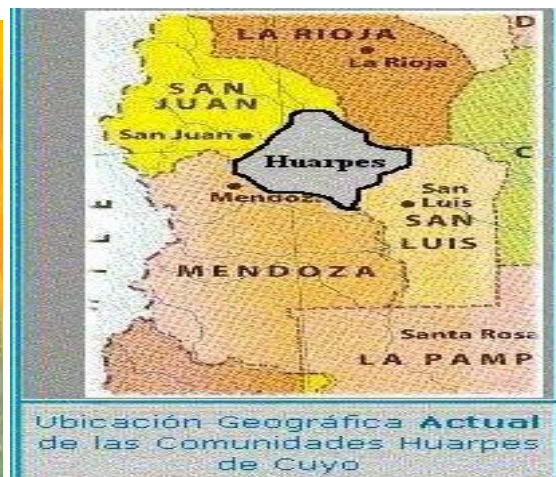 LA RIOJA
D
La Rioja
SAN
JUAN
San Juan
Huarpes
C
Mendoza
San
Luis
SAN
LUIS
ILE
MENDOZA
Santa Rosa
LA PAMP
Ubicación Geográfica Actual
de las Comunidades Huarpes
de Cuyo